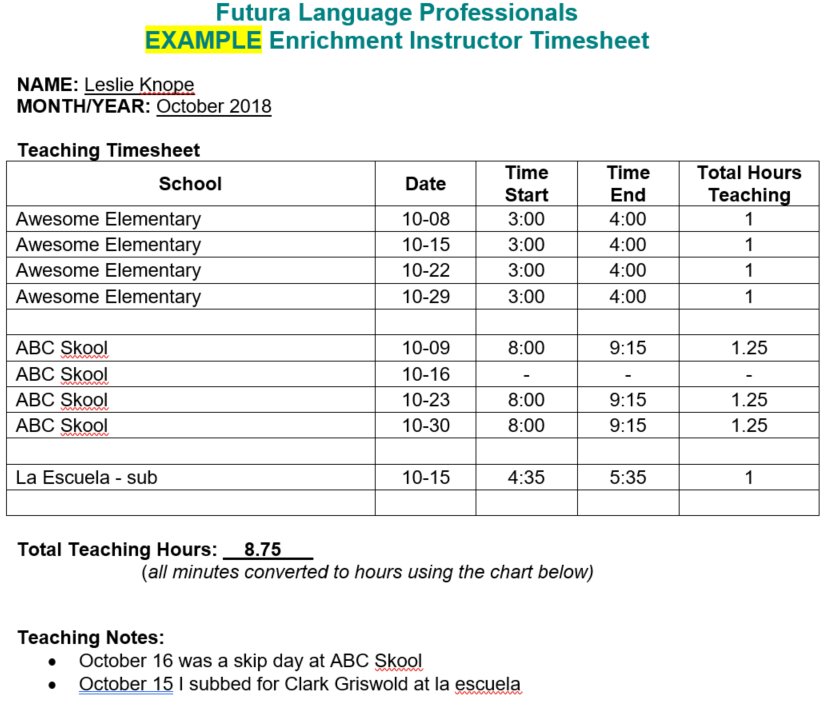 Futura Language Professionals
EXAMPLE Enrichment Instructor Timesheet
NAME: Leslie Knope
MONTH/YEAR: October 2018
Teaching Timesheet
School Date Time Start Time End Total Hours Teaching
Awesome Elementary 10-08 3:00 4:00 1
Awesome Elementary 10-15 3:00 4:00 1
Awesome Elementary 10-22 3:00 4:00 1
Awesome Elementary 10-29 3:00 4:00 1
ABC Skool 10-09 8:00 9:15 1.25
ABC Skool 10-16 - - -
ABC Skool 10-23 8:00 9:15 1.25
ABC Skool 10-30 8:00 9:15 1.25
La Escuela - sub 10-15 4:35 5:35 1
Total Teaching Hours: 8.75
(all minutes converted to hours using the chart below)
Teaching Notes:
• October 16 was a skip day at ABC Skool
• October 15 I subbed for Clark Griswold at la escuela